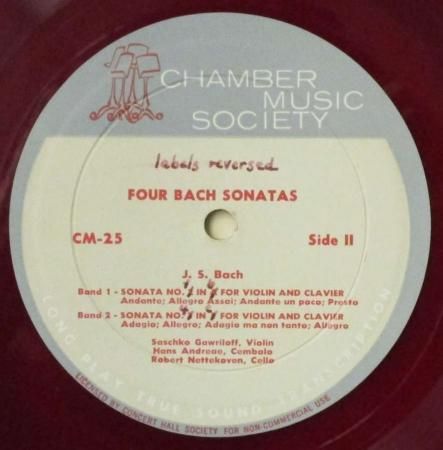 CHAMBER
MUSIC
SOCIETY
labels reversed
FOUR BACH SONATAS
CM-25
Side II
J. S. Bach
Band 1 - SONATA NO. IN FOR VIOLIN AND CLAVIER
Andante; Allegro Assai; Andante un poco; Presto
Band 2 - SONATA NO. IN FOR VIOLIN AND CLAVIER
Adagio; Allegro; Adagio ma non tanto; Allegro
Saschko Gawriloff, Violin
Hans Andreae, Cembalo
Robert Nettekoven, Cello
LONG PLAY TRUE SOUND TRANSCRIPTION
LICENSED BY CONCERT HALL SOCIETY FOR NON-COMMERCIAL USE